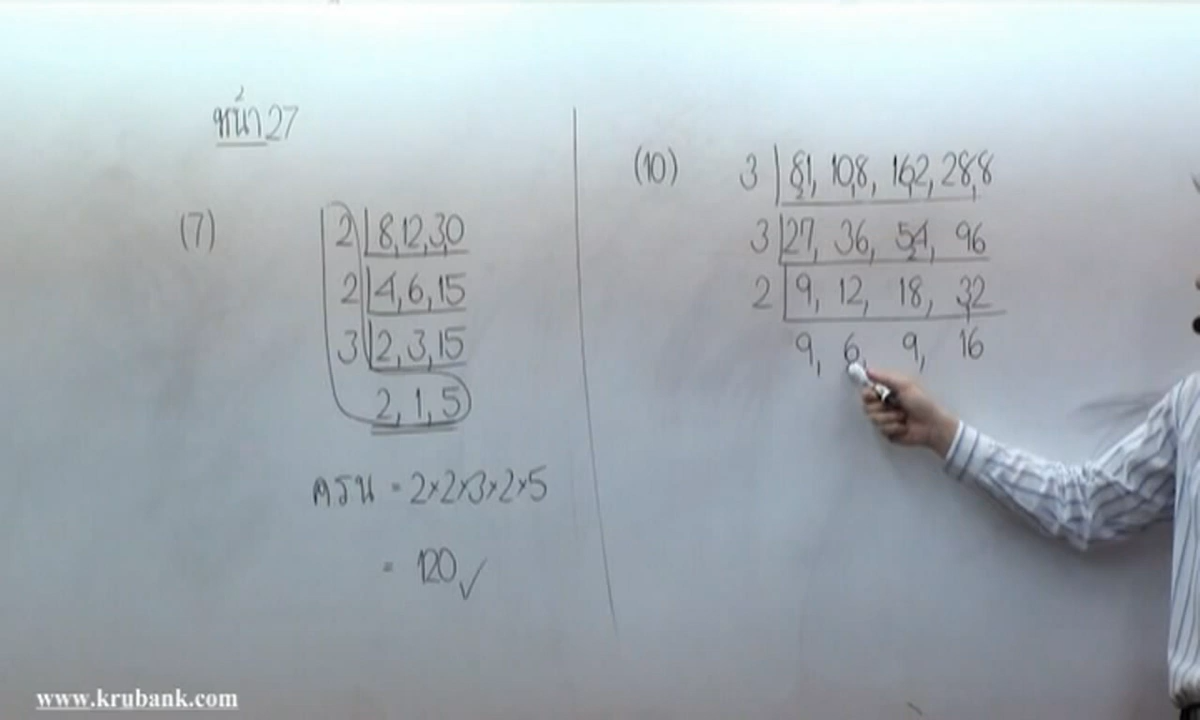 หน้า 27
(7)
2 8,12,30
2 4,6,15
3 2,3,15
2,1,5
ครน = 2×2×3×2×5
= 120 ✓
(10)
3 81, 108, 162, 288
3 27, 36, 54, 96
2 9, 12, 18, 32
9, 6, 9, 16
www.krubank.com